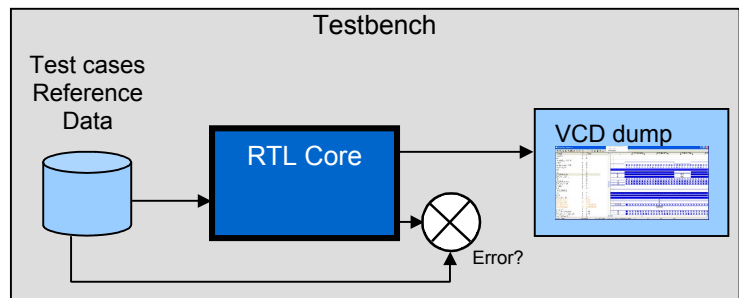 Testbench
Test cases
Reference
Data
RTL Core
VCD dump
Error?